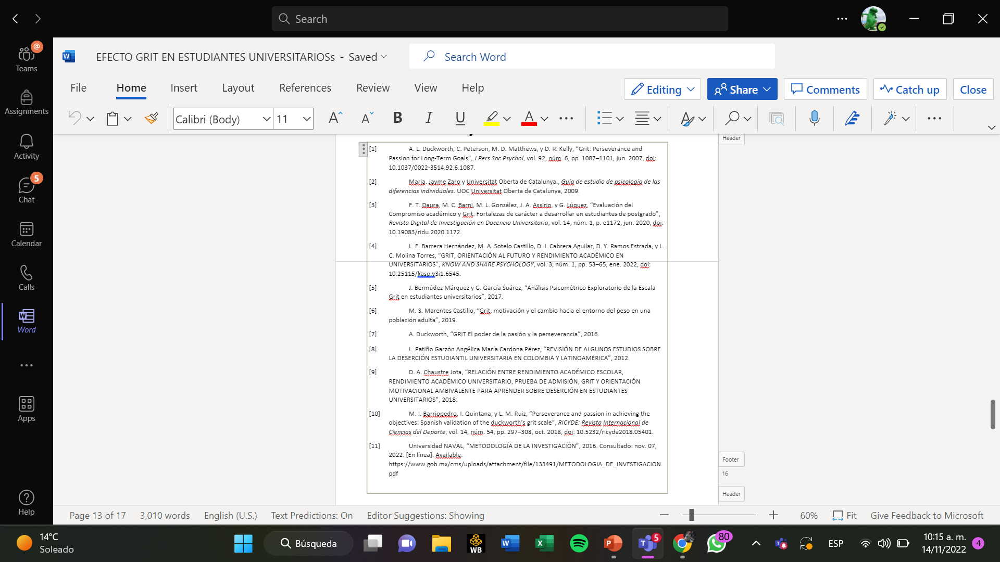 Search
Teams
Assignments
Activity
5
Chat
Calendar
Calls
Word
Apps
Help
EFECTO GRIT EN ESTUDIANTES UNIVERSITARIOSs - Saved
Search Word
File Home Insert Layout References Review View Help
Editing Share Comments Catch up Close
Calibri (Body) 11 A A B I U A
Header
[1] A. L. Duckworth, C. Peterson, M. D. Matthews, y D. R. Kelly, “Grit: Perseverance and
Passion for Long-Term Goals”, J Pers Soc Psychol, vol. 92, núm. 6, pp. 1087–1101, jun. 2007, doi:
10.1037/0022-3514.92.6.1087.
[2] Maria. Jayme Zaro y Universitat Oberta de Catalunya., Guía de estudio de psicología de las
diferencias individuales. UOC Universitat Oberta de Catalunya, 2009.
[3] F. T. Daura, M. C. Barni, M. L. González, J. A. Assirio, y G. Lúquez, “Evaluación del
Compromiso académico y Grit. Fortalezas de carácter a desarrollar en estudiantes de postgrado”,
Revista Digital de Investigación en Docencia Universitaria, vol. 14, núm. 1, p. e1172, jun. 2020, doi:
10.19083/ridu.2020.1172.
[4] L. F. Barrera Hernández, M. A. Sotelo Castillo, D. I. Cabrera Aguilar, D. Y. Ramos Estrada, y L.
C. Molina Torres, “GRIT, ORIENTACIÓN AL FUTURO Y RENDIMIENTO ACADÉMICO EN
UNIVERSITARIOS”, KNOW AND SHARE PSYCHOLOGY, vol. 3, núm. 1, pp. 53–65, ene. 2022, doi:
10.25115/kasp.v3i1.6545.
[5] J. Bermúdez Márquez y G. García Suárez, “Análisis Psicométrico Exploratorio de la Escala
Grit en estudiantes universitarios”, 2017.
[6] M. S. Marentes Castillo, “Grit, motivación y el cambio hacia el entorno del peso en una
población adulta”, 2019.
[7] A. Duckworth, “GRIT El poder de la pasión y la perseverancia”, 2016.
[8] L. Patiño Garzón Angélica María Cardona Pérez, “REVISIÓN DE ALGUNOS ESTUDIOS SOBRE
LA DESERCIÓN ESTUDIANTIL UNIVERSITARIA EN COLOMBIA Y LATINOAMÉRICA”, 2012.
[9] D. A. Chaustre Jota, “RELACIÓN ENTRE RENDIMIENTO ACADÉMICO ESCOLAR,
RENDIMIENTO ACADÉMICO UNIVERSITARIO, PRUEBA DE ADMISIÓN, GRIT Y ORIENTACIÓN
MOTIVACIONAL AMBIVALENTE PARA APRENDER SOBRE DESERCIÓN EN ESTUDIANTES
UNIVERSITARIOS”, 2018.
[10] M. I. Barriopedro, I. Quintana, y L. M. Ruiz, “Perseverance and passion in achieving the
objectives: Spanish validation of the duckworth’s grit scale”, RICYDE: Revista Internacional de
Ciencias del Deporte, vol. 14, núm. 54, pp. 297–308, oct. 2018, doi: 10.5232/ricyde2018.05401.
[11] Universidad NAVAL, “METODOLOGÍA DE LA INVESTIGACIÓN”, 2016. Consultado: nov. 07,
2022. [En línea]. Available:
https://www.gob.mx/cms/uploads/attachment/file/133491/METODOLOGIA_DE_INVESTIGACION.
pdf
Footer
16
Header
Page 13 of 17 3,010 words English (U.S.) Text Predictions: On Editor Suggestions: Showing 60% Fit Give Feedback to Microsoft
14°C
Soleado
Búsqueda
WB
5
80
ESP
10:15 a. m.
14/11/2022
4